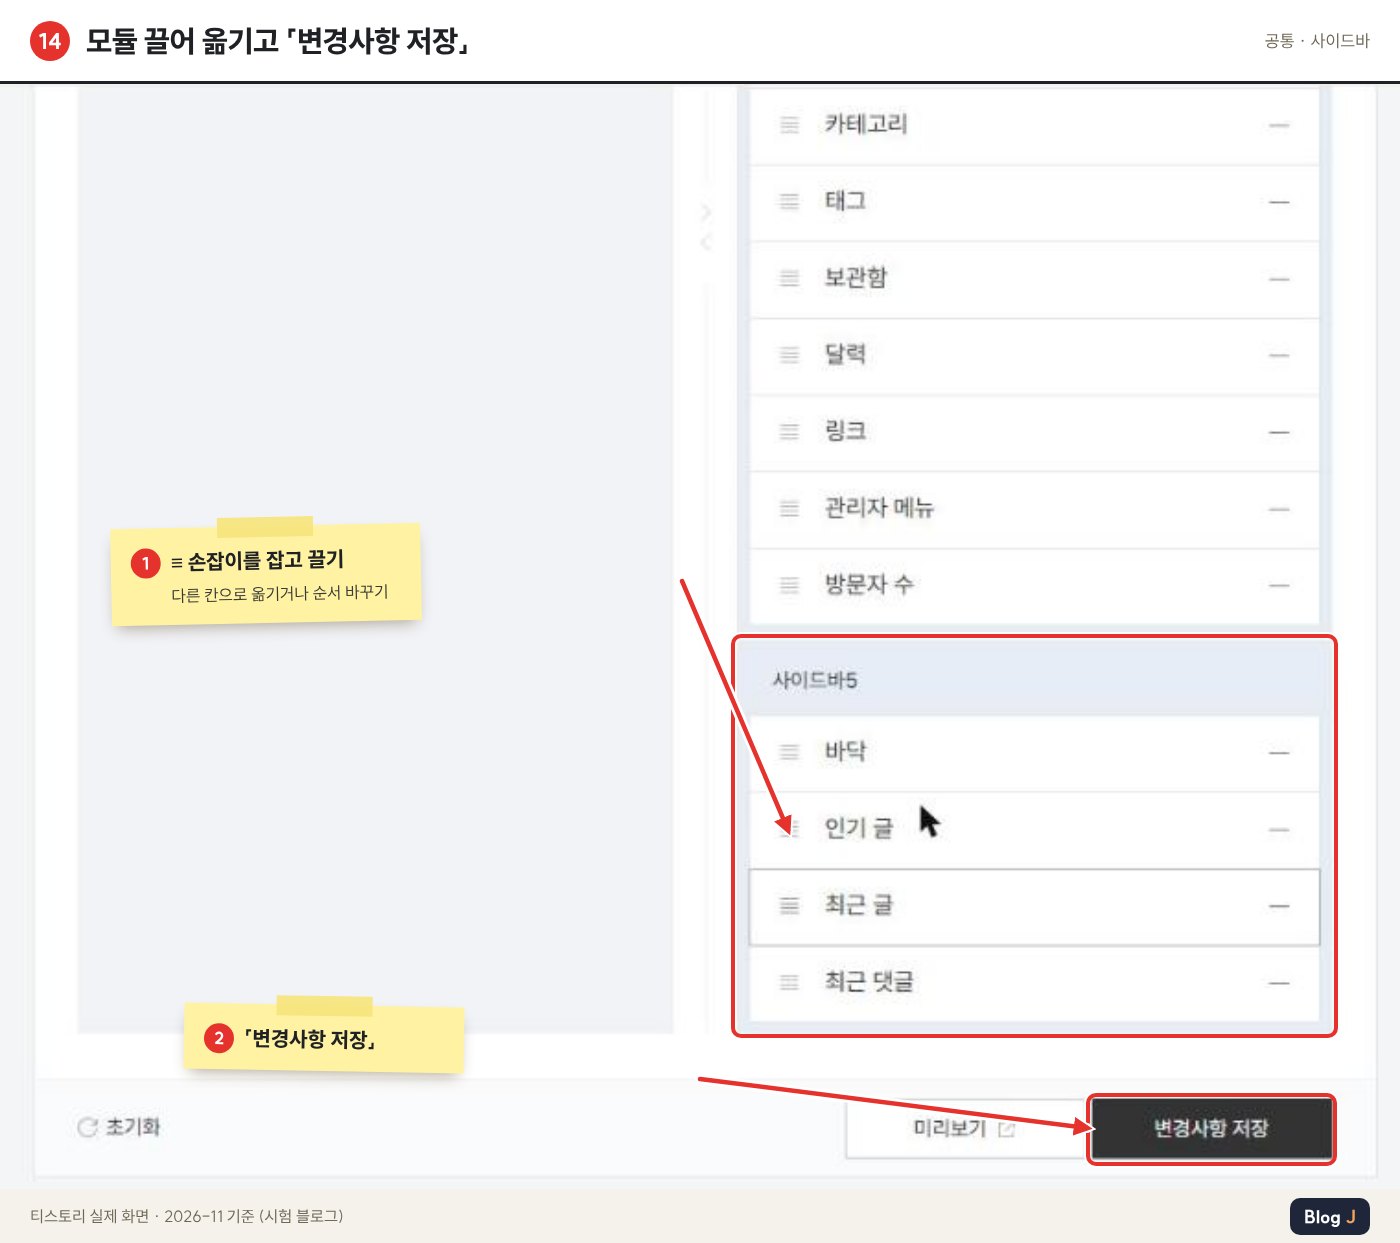 14 모듈 끌어 옮기고 「변경사항 저장」
공통 · 사이드바
카테고리
태그
보관함
달력
링크
관리자 메뉴
방문자 수
1 ≡ 손잡이를 잡고 끌기
다른 칸으로 옮기거나 순서 바꾸기
사이드바5
바닥
인기 글
최근 글
최근 댓글
2 「변경사항 저장」
초기화
미리보기
변경사항 저장
티스토리 실제 화면 · 2026-11 기준 (시험 블로그)
Blog J